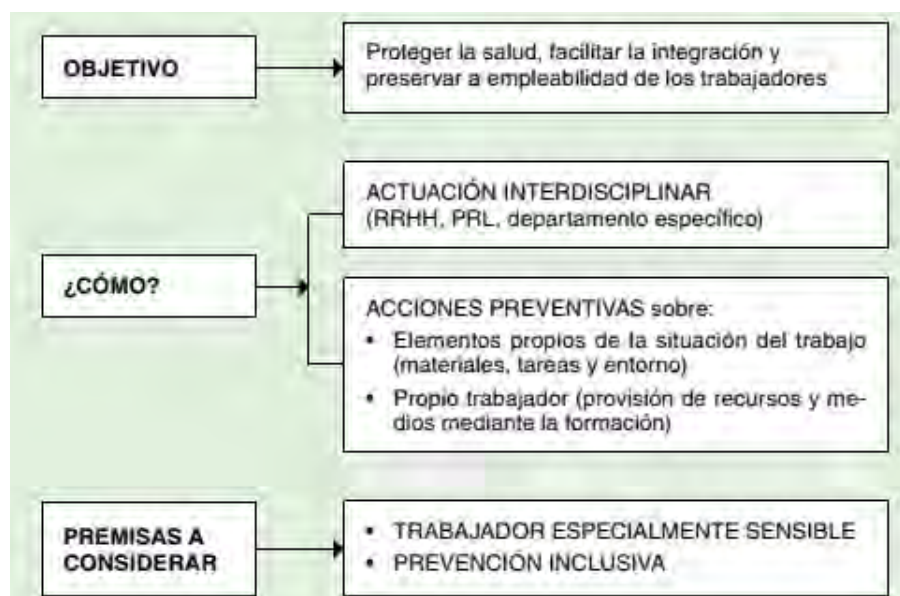 OBJETIVO
Proteger la salud, facilitar la integración y
preservar a empleabilidad de los trabajadores
¿CÓMO?
ACTUACIÓN INTERDISCIPLINAR
(RRHH, PRL, departamento específico)
ACCIONES PREVENTIVAS sobre:
• Elementos propios de la situación del trabajo
(materiales, tareas y entorno)
• Propio trabajador (provisión de recursos y me-
dios mediante la formación)
PREMISAS A
CONSIDERAR
• TRABAJADOR ESPECIALMENTE SENSIBLE
• PREVENCIÓN INCLUSIVA